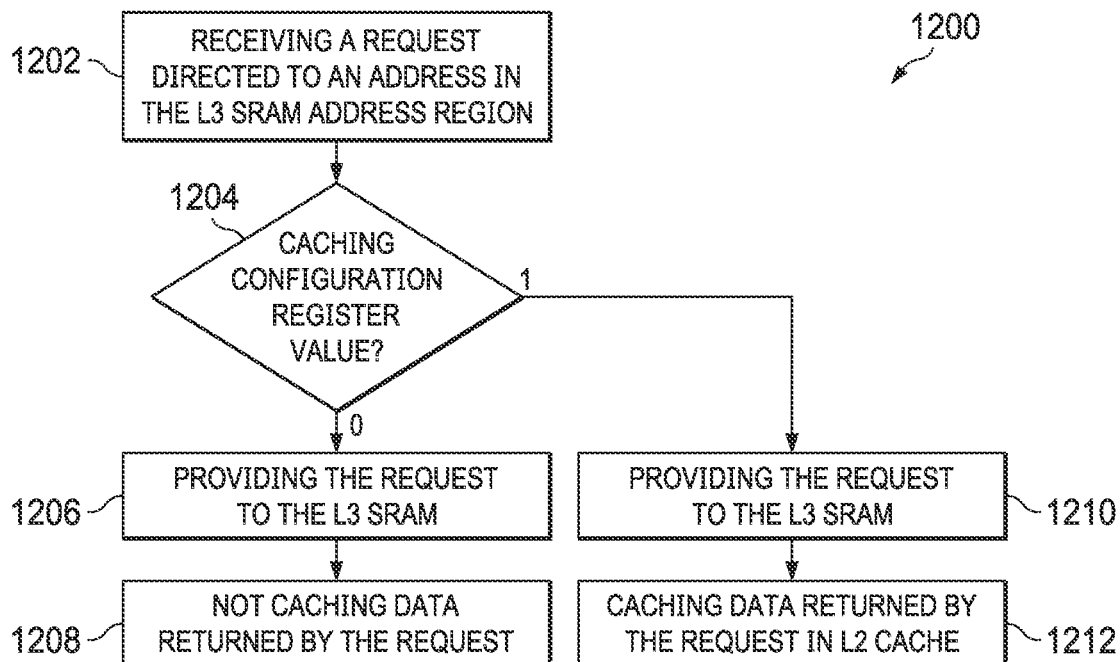 1200
1202
RECEIVING A REQUEST
DIRECTED TO AN ADDRESS IN
THE L3 SRAM ADDRESS REGION
1204
CACHING
CONFIGURATION
REGISTER
VALUE?
1
0
1206
PROVIDING THE REQUEST
TO THE L3 SRAM
PROVIDING THE REQUEST
TO THE L3 SRAM
1210
1208
NOT CACHING DATA
RETURNED BY THE REQUEST
CACHING DATA RETURNED BY
THE REQUEST IN L2 CACHE
1212